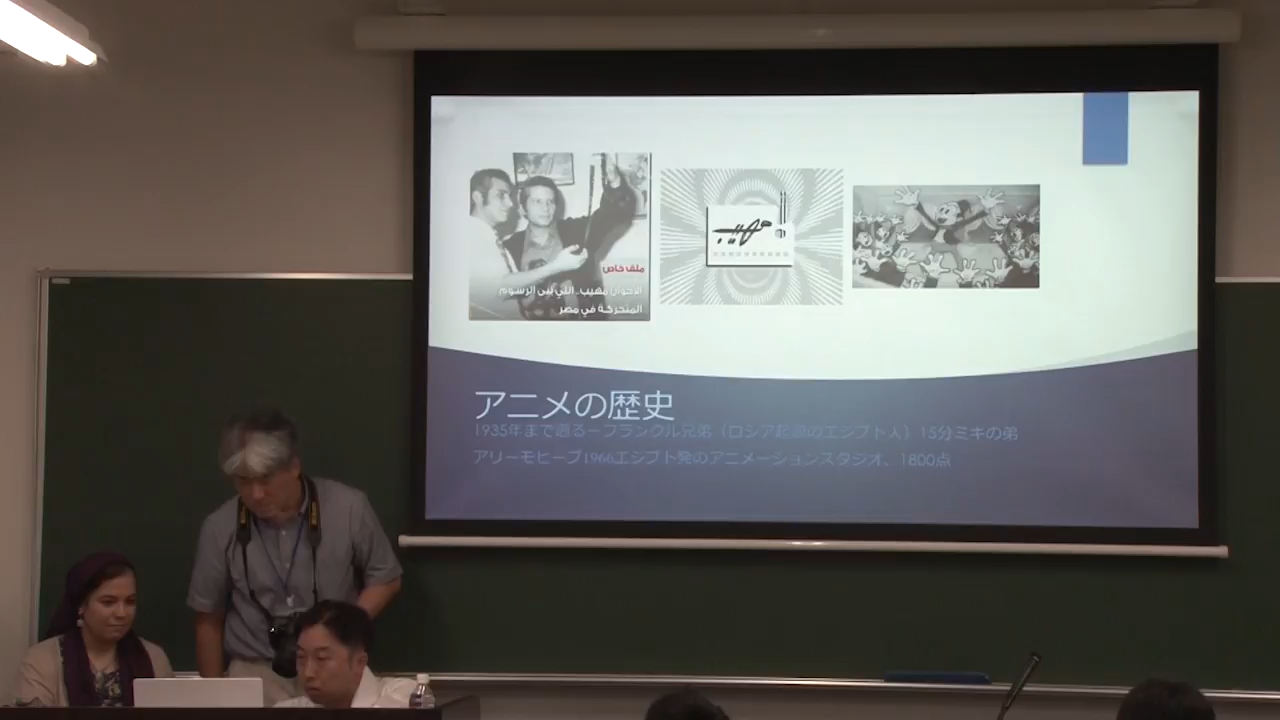 ملف خاص
الأخوان مهيب.. اللي بنى الرسوم
المتحركة في مصر
مهيب
アニメの歴史
1935年まで遡る－フランクル兄弟（ロシア起源のエジプト人）15分ミキの弟
アリーモヒーブ1966エジプト発のアニメーションスタジオ、1800点